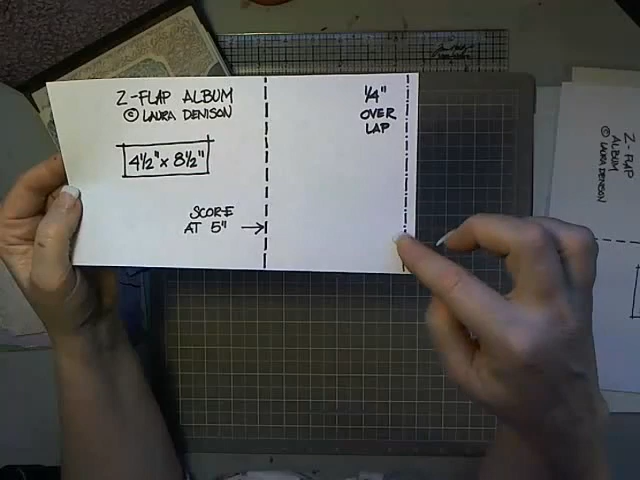 Z-FLAP ALBUM
© LAURA DENISON
4½" x 8½"
SCORE
AT 5"
¼"
OVER
LAP
Z-FLAP
ALBUM
© LAURA DENISON